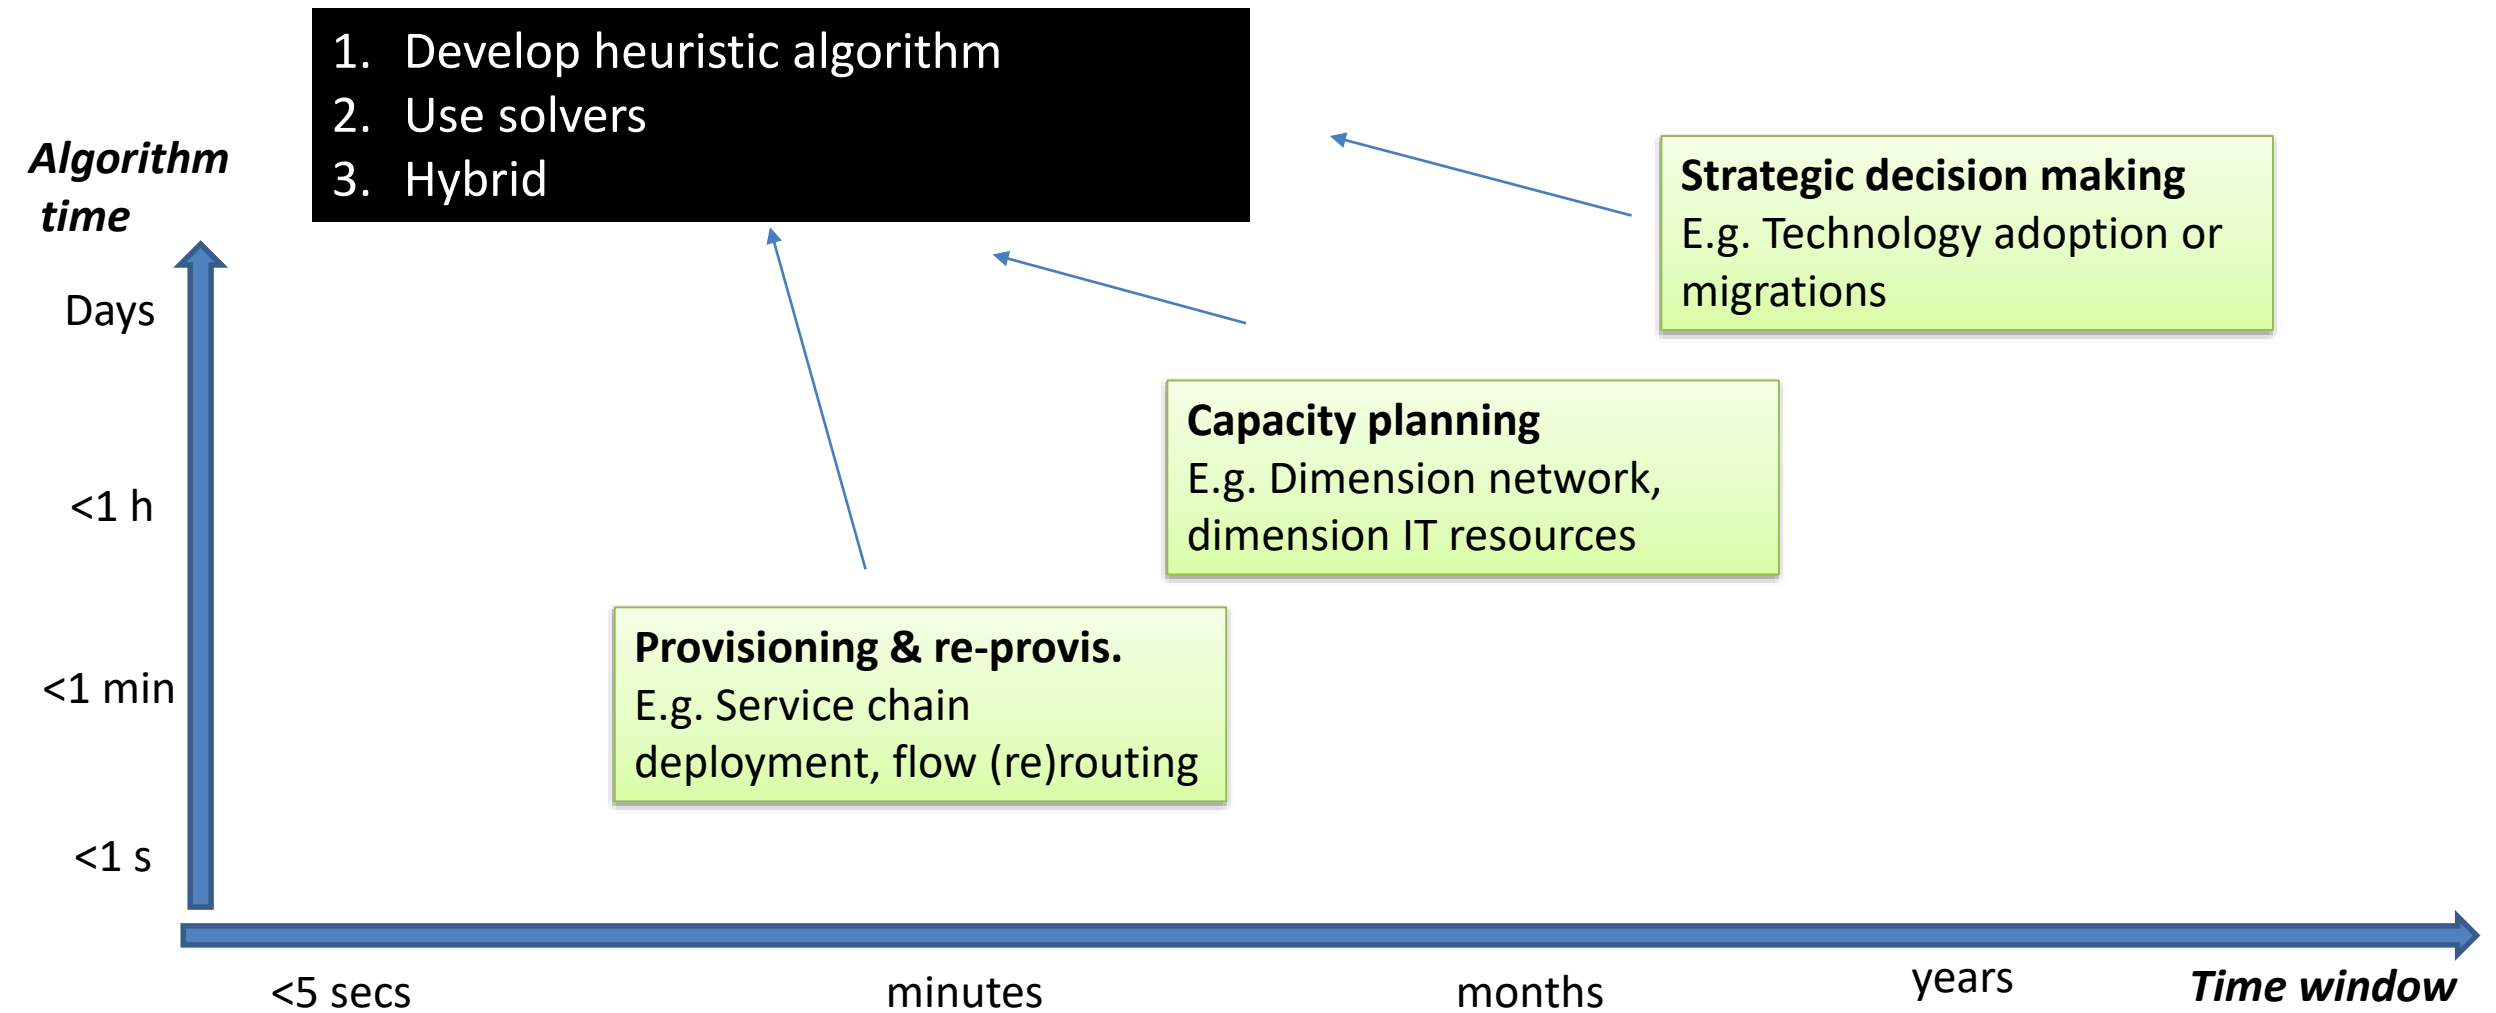 1. Develop heuristic algorithm
2. Use solvers
3. Hybrid
Algorithm
time
Strategic decision making
E.g. Technology adoption or
migrations
Days
Capacity planning
E.g. Dimension network,
dimension IT resources
<1 h
Provisioning & re-provis.
E.g. Service chain
deployment, flow (re)routing
<1 min
<1 s
<5 secs
minutes
months
years
Time window